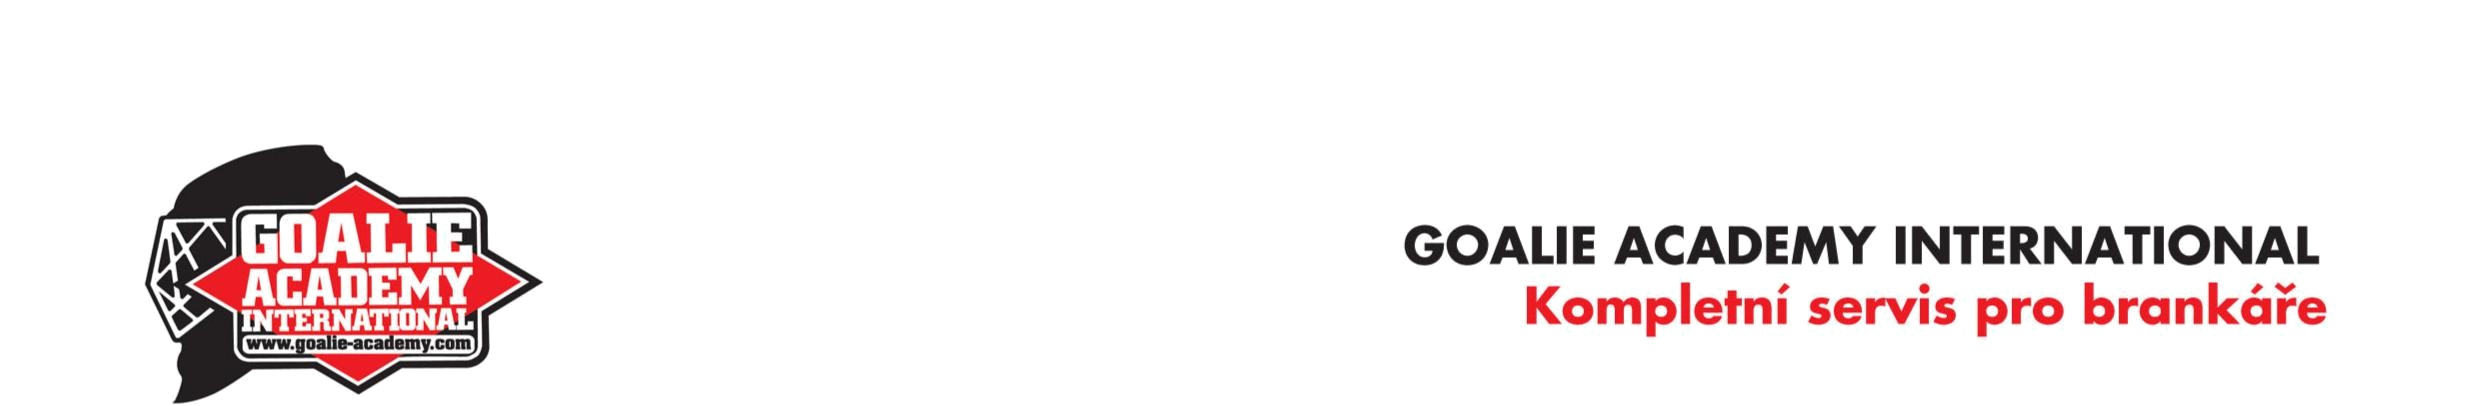 GOALIE
ACADEMY
INTERNATIONAL
www.goalie-academy.com
GOALIE ACADEMY INTERNATIONAL
Kompletní servis pro brankáře